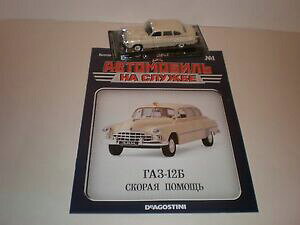 АВТОМОБИЛЬ
НА СЛУЖБЕ
ГАЗ-12Б
СКОРАЯ ПОМОЩЬ
DEAGOSTINI